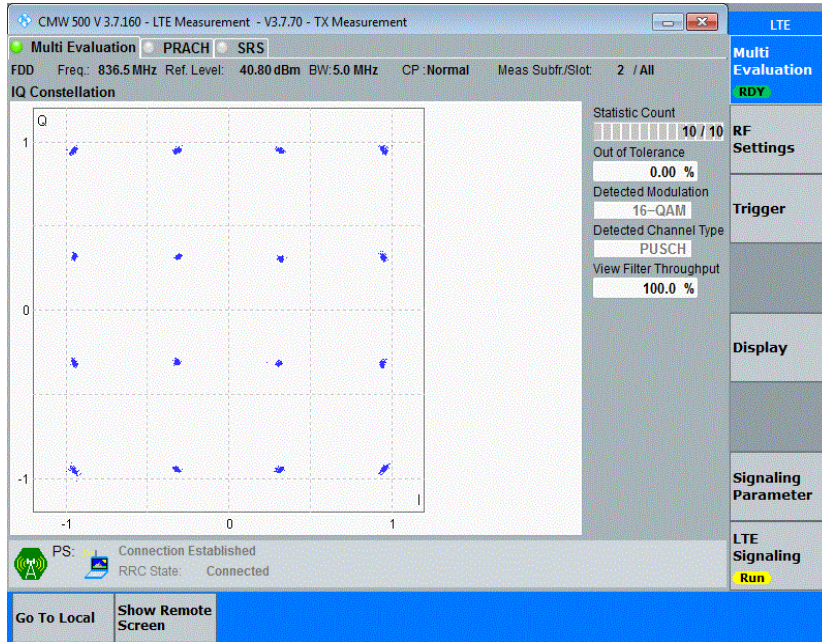 CMW 500 V 3.7.160 - LTE Measurement - V3.7.70 - TX Measurement
LTE
Multi Evaluation PRACH SRS
FDD Freq.: 836.5 MHz Ref. Level: 40.80 dBm BW: 5.0 MHz CP : Normal Meas Subfr./Slot: 2 / All
IQ Constellation
Q
1
0
-1
-1 0 1
I
Statistic Count
10 / 10
Out of Tolerance
0.00 %
Detected Modulation
16-QAM
Detected Channel Type
PUSCH
View Filter Throughput
100.0 %
Multi
Evaluation
RDY
RF
Settings
Trigger
Display
Signaling
Parameter
LTE
Signaling
Run
PS: Connection Established
RRC State: Connected
Go To Local
Show Remote
Screen